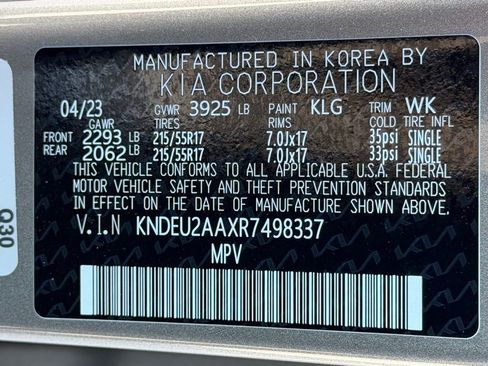 MANUFACTURED IN KOREA BY
KIA CORPORATION
04/23 GVWR 3925 LB PAINT KLG TRIM WK
GAWR TIRES RIMS COLD TIRE INFL
FRONT 2293 LB 215/55R17 7.0Jx17 35psi SINGLE
REAR 2062 LB 215/55R17 7.0Jx17 33psi SINGLE
THIS VEHICLE CONFORMS TO ALL APPLICABLE U.S.A. FEDERAL
MOTOR VEHICLE SAFETY AND THEFT PREVENTION STANDARDS
IN EFFECT ON THE DATE OF MANUFACTURE SHOWN ABOVE.
V.I.N KNDEU2AAXR7498337
MPV
Q30